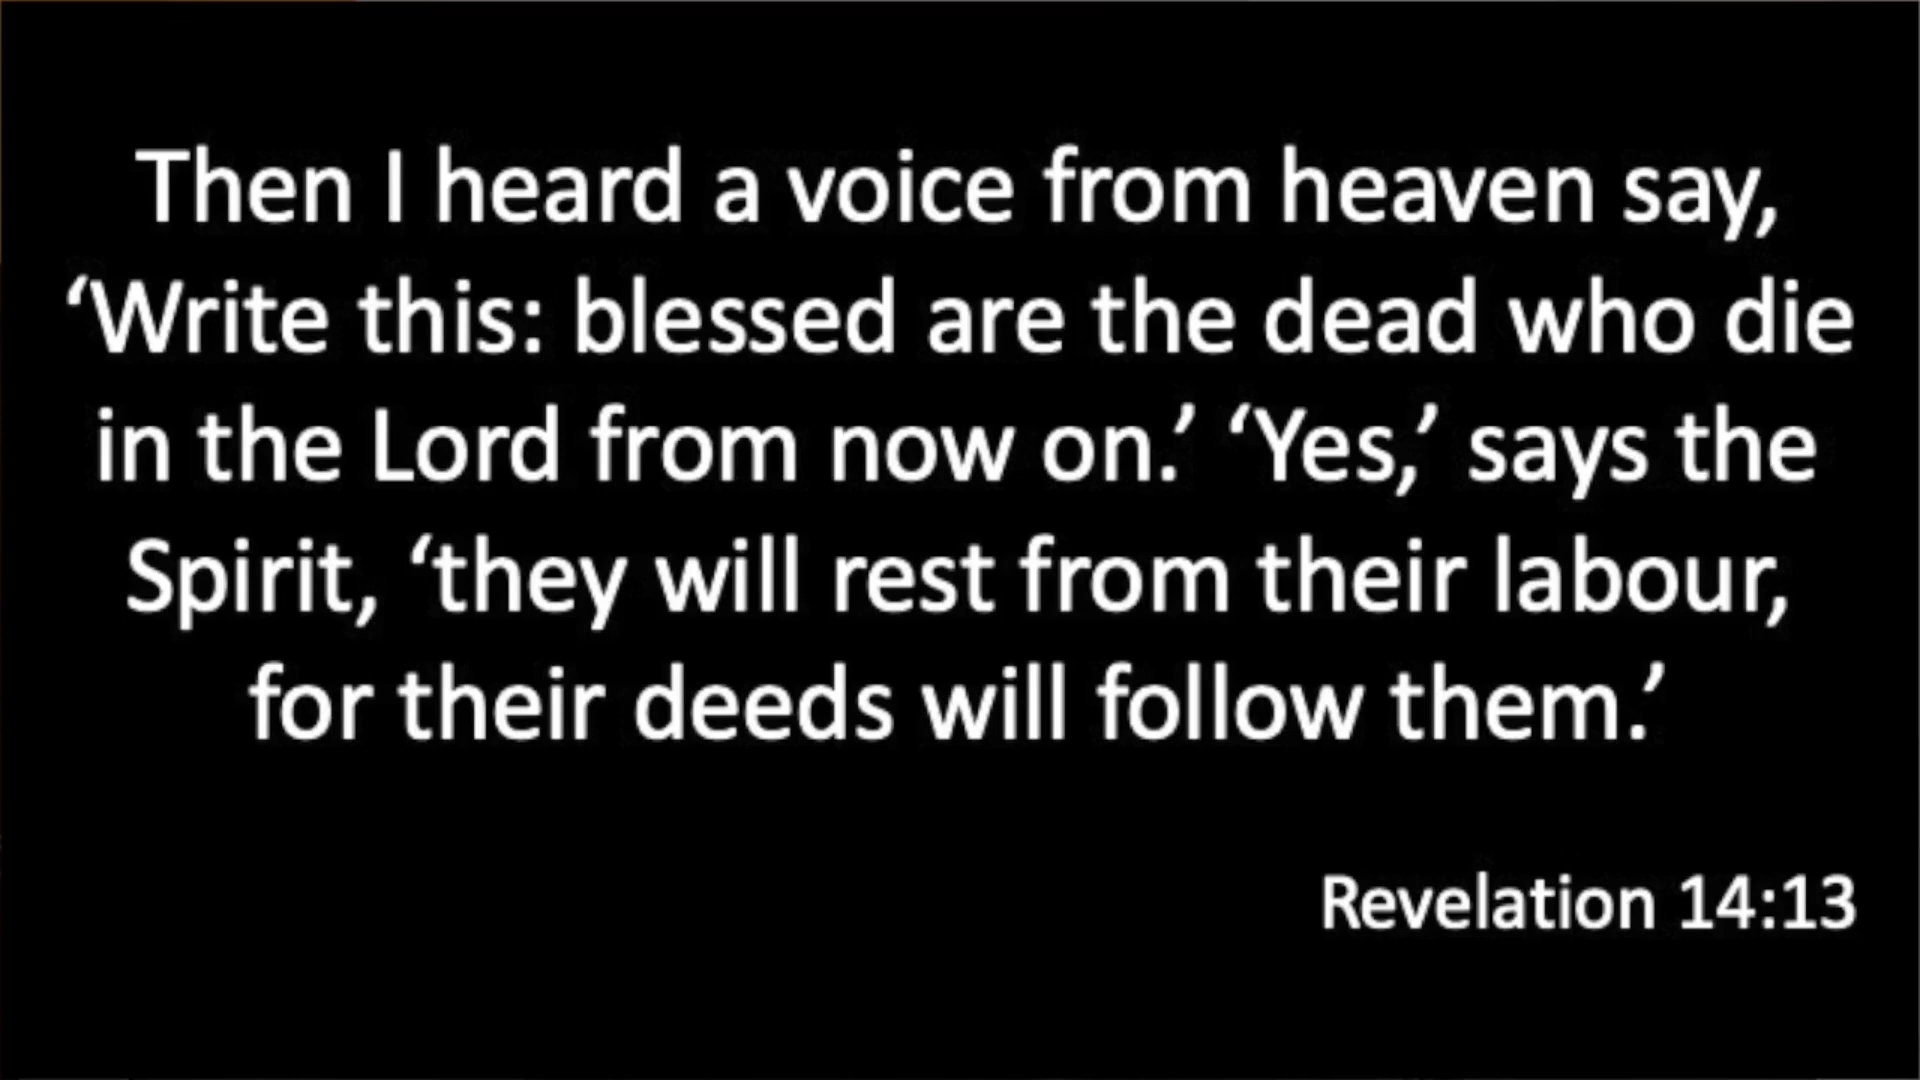 Then I heard a voice from heaven say,
‘Write this: blessed are the dead who die
in the Lord from now on.’ ‘Yes,’ says the
Spirit, ‘they will rest from their labour,
for their deeds will follow them.’
Revelation 14:13